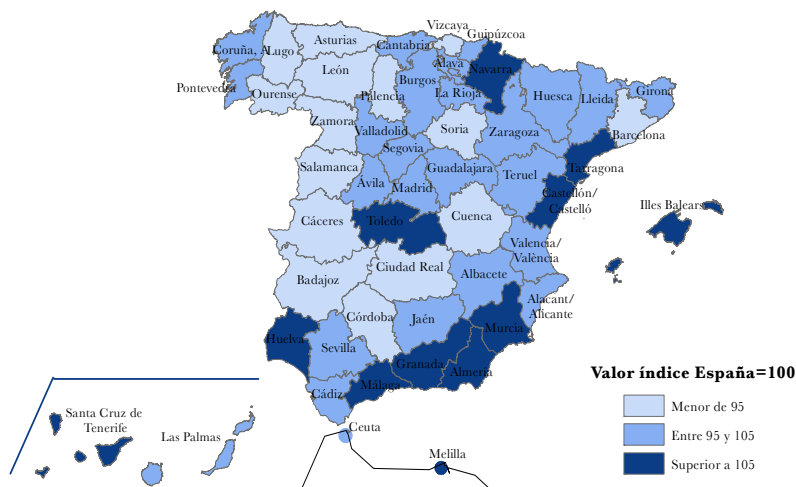 Vizcaya
Guipúzcoa
Asturias
Cantabria
Coruña, A
Lugo
Alava
Navarra
León
Burgos
Pontevedra
Ourense
Palencia
La Rioja
Huesca
Lleida
Girona
Zamora
Valladolid
Soria
Zaragoza
Barcelona
Segovia
Salamanca
Guadalajara
Tarragona
Ávila
Madrid
Teruel
Castellón/
Castelló
Illes Balears
Cáceres
Toledo
Cuenca
Valencia/
València
Ciudad Real
Badajoz
Albacete
Alacant/
Alicante
Córdoba
Jaén
Murcia
Huelva
Sevilla
Granada
Almería
Málaga
Cádiz
Ceuta
Melilla
Santa Cruz de
Tenerife
Las Palmas
Valor índice España=100
Menor de 95
Entre 95 y 105
Superior a 105